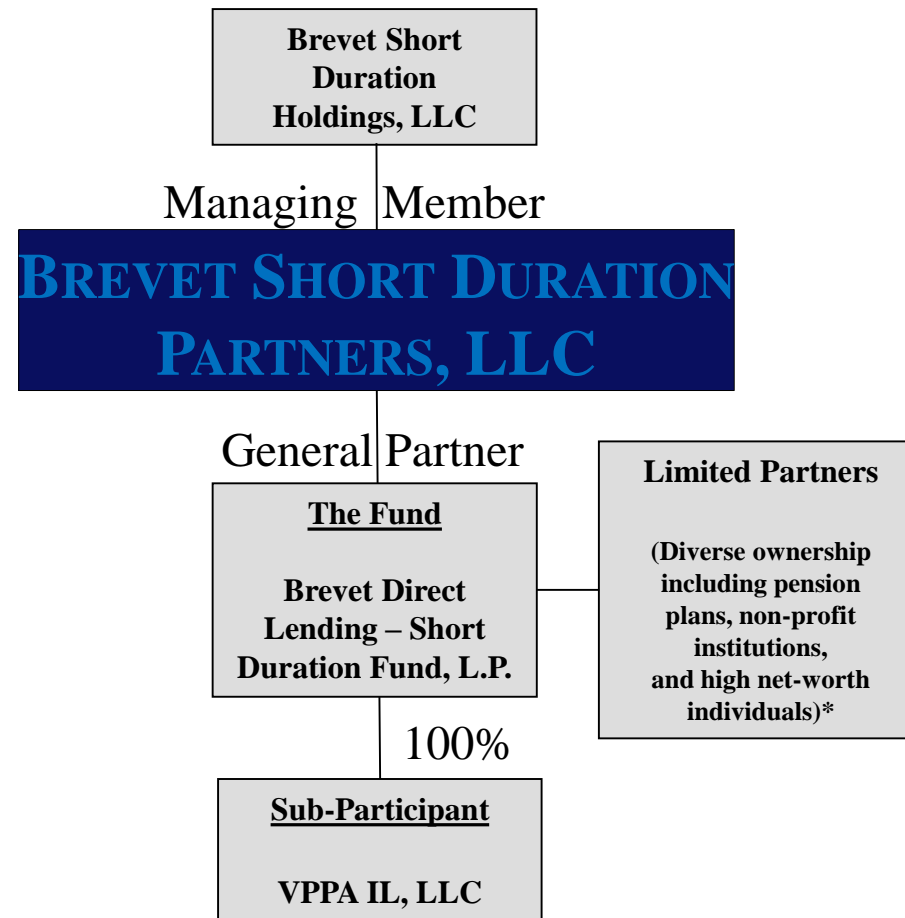 Brevet Short
Duration
Holdings, LLC
Managing Member
BREVET SHORT DURATION
PARTNERS, LLC
General Partner
The Fund
Brevet Direct
Lending – Short
Duration Fund, L.P.
Limited Partners
(Diverse ownership
including pension
plans, non-profit
institutions,
and high net-worth
individuals)*
100%
Sub-Participant
VPPA IL, LLC